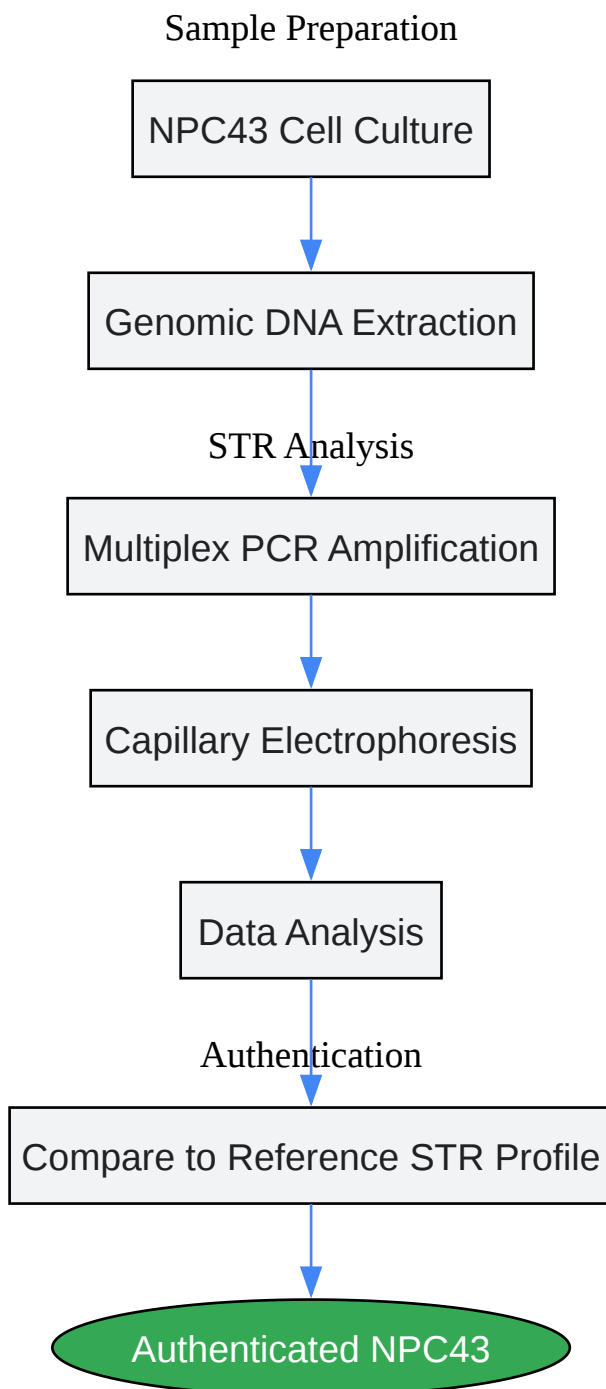 Sample Preparation
NPC43 Cell Culture
Genomic DNA Extraction
STR Analysis
Multiplex PCR Amplification
Capillary Electrophoresis
Data Analysis
Authentication
Compare to Reference STR Profile
Authenticated NPC43